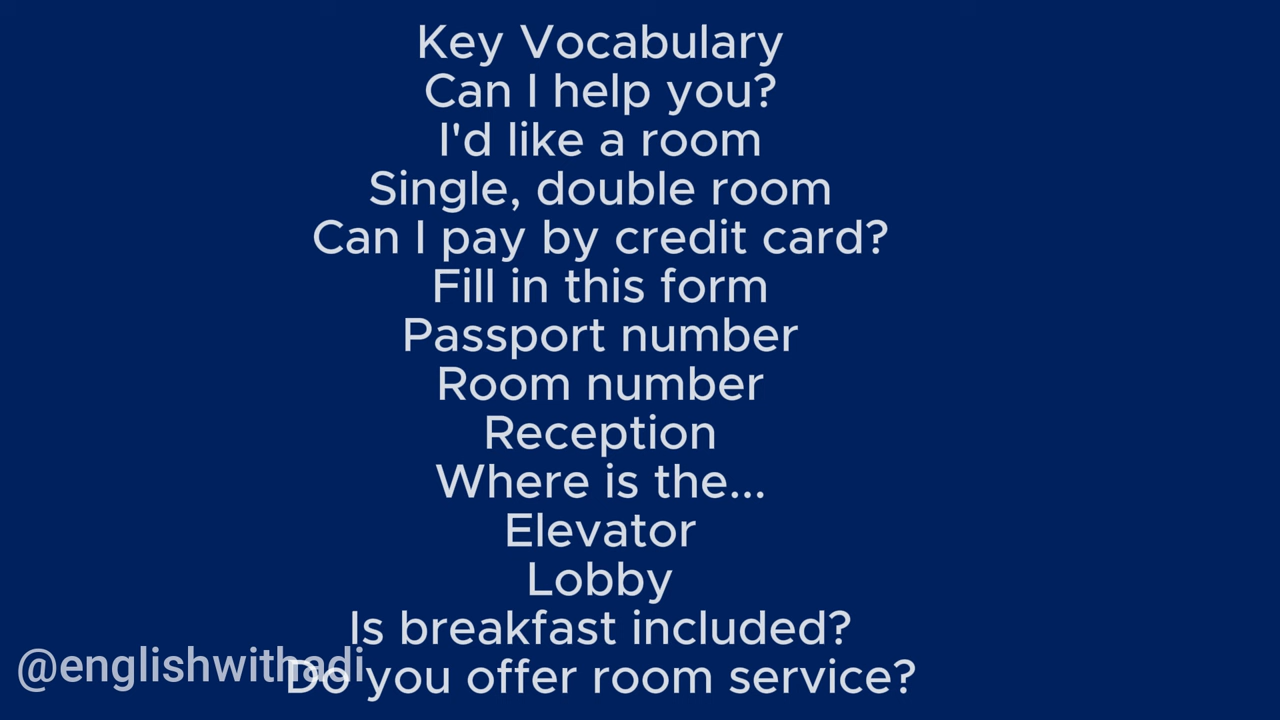 Key Vocabulary
Can I help you?
I'd like a room
Single, double room
Can I pay by credit card?
Fill in this form
Passport number
Room number
Reception
Where is the...
Elevator
Lobby
Is breakfast included?
@englishwithadi
Do you offer room service?